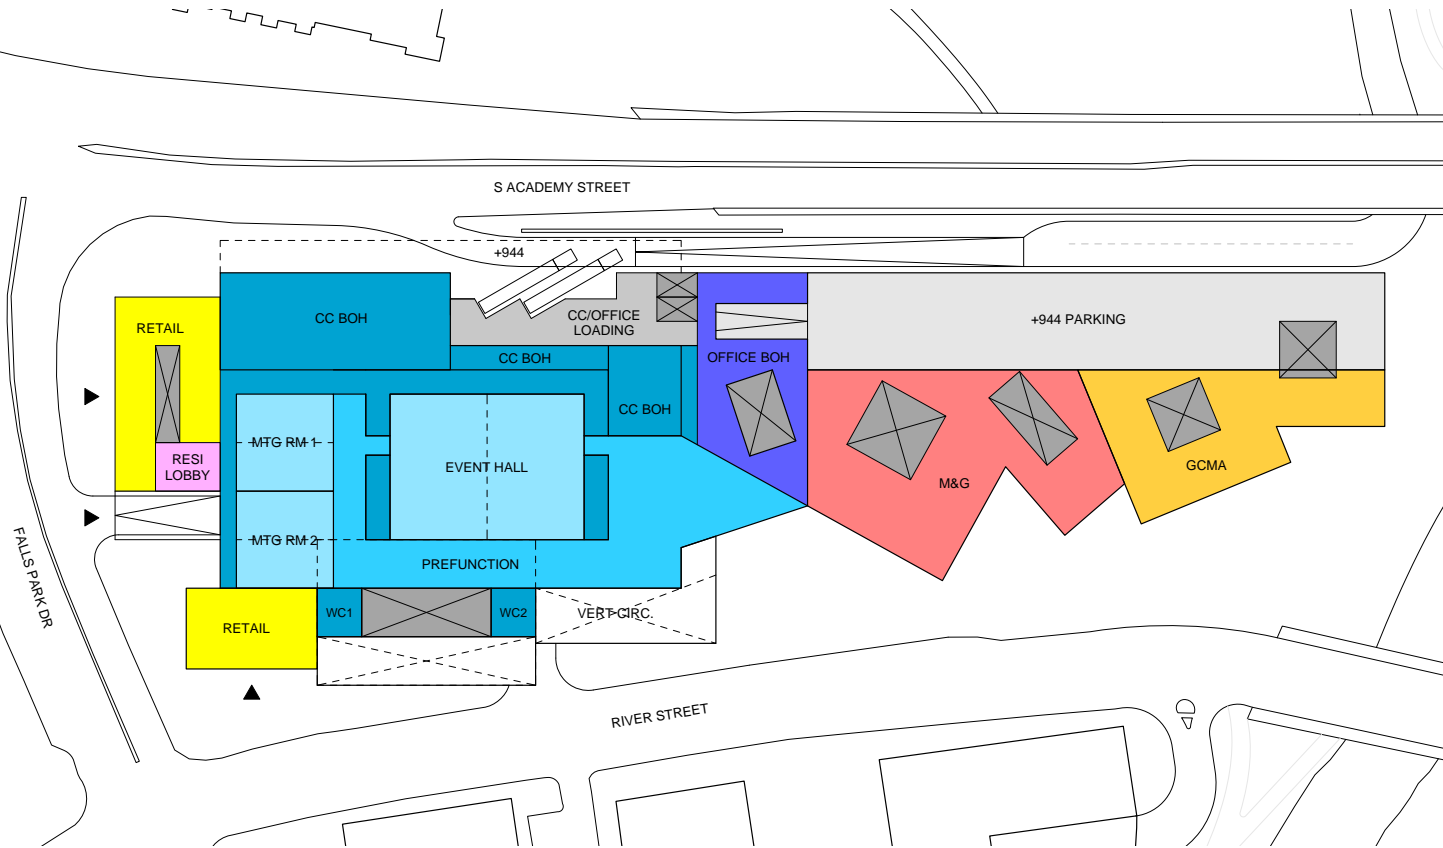 S ACADEMY STREET
+944
CC BOH
CC/OFFICE
LOADING
+944 PARKING
RETAIL
CC BOH
OFFICE BOH
CC BOH
MTG RM 1
EVENT HALL
RESI
LOBBY
GCMA
M&G
MTG RM 2
PREFUNCTION
FALLS PARK DR
WC1
WC2
VERT CIRC.
RETAIL
RIVER STREET